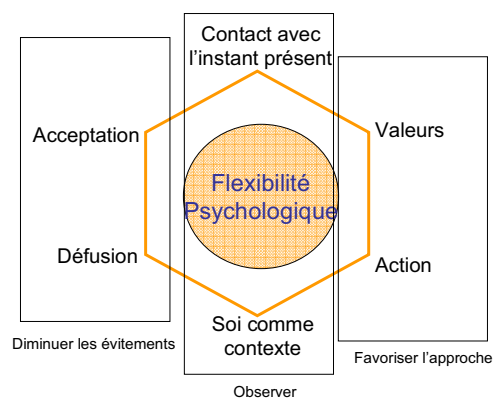 Contact avec
l'instant présent
Acceptation
Valeurs
Flexibilité
Psychologique
Défusion
Action
Soi comme
contexte
Diminuer les évitements
Favoriser l'approche
Observer